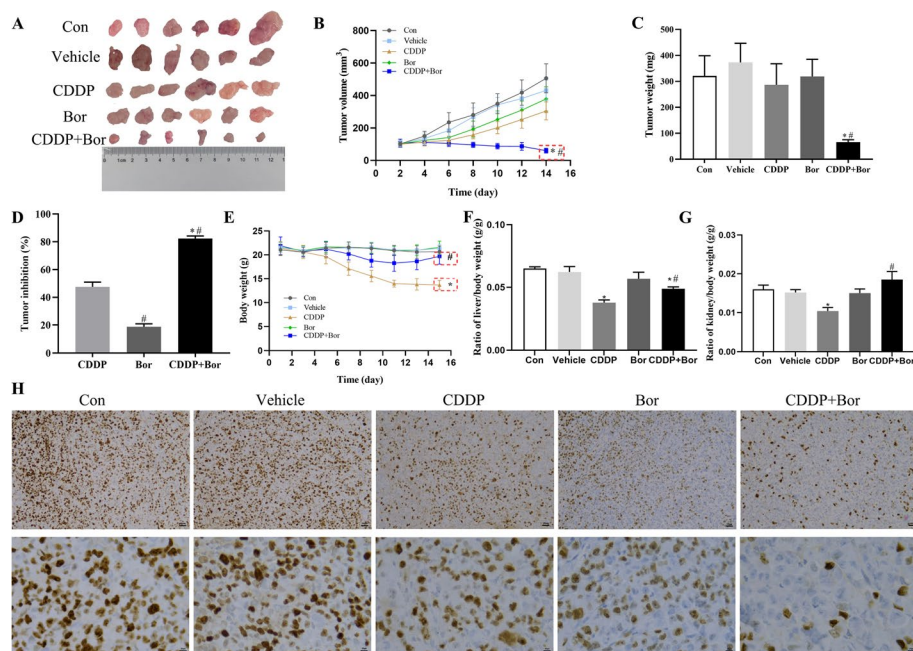 A
Con
Vehicle
CDDP
Bor
CDDP+Bor
B
Tumor volume (mm³)
600
400
200
0
0 2 4 6 8 10 12 14 16
Time (day)
Con
Vehicle
CDDP
Bor
CDDP+Bor
* #
C
Tumor weight (mg)
500
400
300
200
100
0
Con Vehicle CDDP Bor CDDP+Bor
* #
D
Tumor inhibition (%)
100
80
60
40
20
0
CDDP Bor CDDP+Bor
#
* #
E
Body weight (g)
25
20
15
10
5
0
0 2 4 6 8 10 12 14 16
Time (day)
Con
Vehicle
CDDP
Bor
CDDP+Bor
#
*
F
Ratio of liver/body weight (g/g)
0.15
0.10
0.05
0.00
Con Vehicle CDDP Bor CDDP+Bor
*
* #
G
Ratio of kidney/body weight (g/g)
0.03
0.02
0.01
0.00
Con Vehicle CDDP Bor CDDP+Bor
*
#
H
Con Vehicle CDDP Bor CDDP+Bor